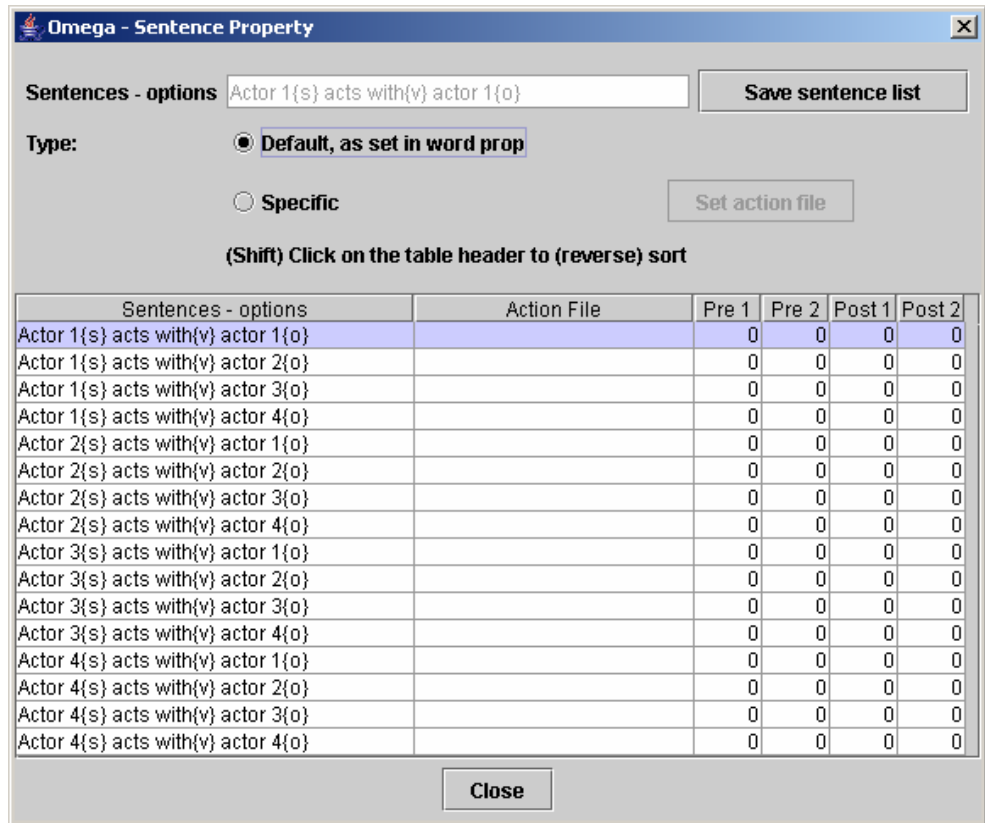 Omega - Sentence Property
Sentences - options Actor 1{s} acts with{v} actor 1{o} Save sentence list
Type: Default, as set in word prop
Specific Set action file
(Shift) Click on the table header to (reverse) sort
Sentences - options Action File Pre 1 Pre 2 Post 1 Post 2
Actor 1{s} acts with{v} actor 1{o} 0 0 0 0
Actor 1{s} acts with{v} actor 2{o} 0 0 0 0
Actor 1{s} acts with{v} actor 3{o} 0 0 0 0
Actor 1{s} acts with{v} actor 4{o} 0 0 0 0
Actor 2{s} acts with{v} actor 1{o} 0 0 0 0
Actor 2{s} acts with{v} actor 2{o} 0 0 0 0
Actor 2{s} acts with{v} actor 3{o} 0 0 0 0
Actor 2{s} acts with{v} actor 4{o} 0 0 0 0
Actor 3{s} acts with{v} actor 1{o} 0 0 0 0
Actor 3{s} acts with{v} actor 2{o} 0 0 0 0
Actor 3{s} acts with{v} actor 3{o} 0 0 0 0
Actor 3{s} acts with{v} actor 4{o} 0 0 0 0
Actor 4{s} acts with{v} actor 1{o} 0 0 0 0
Actor 4{s} acts with{v} actor 2{o} 0 0 0 0
Actor 4{s} acts with{v} actor 3{o} 0 0 0 0
Actor 4{s} acts with{v} actor 4{o} 0 0 0 0
Close